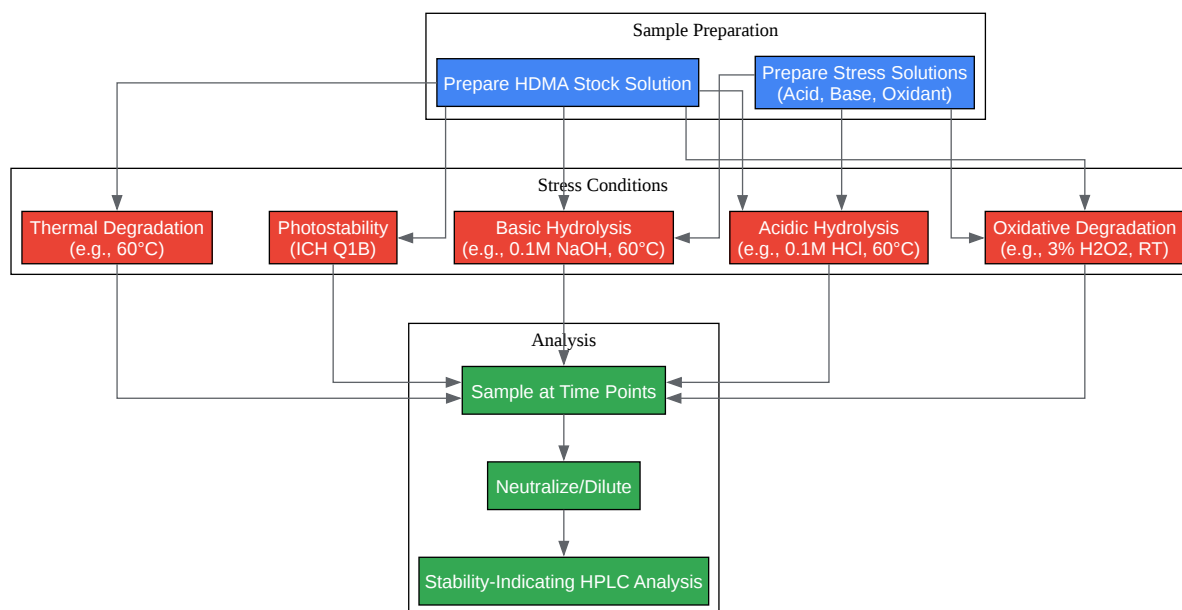 Sample Preparation
Prepare HDMA Stock Solution
Prepare Stress Solutions
(Acid, Base, Oxidant)
Stress Conditions
Thermal Degradation
(e.g., 60°C)
Photostability
(ICH Q1B)
Basic Hydrolysis
(e.g., 0.1M NaOH, 60°C)
Acidic Hydrolysis
(e.g., 0.1M HCl, 60°C)
Oxidative Degradation
(e.g., 3% H2O2, RT)
Analysis
Sample at Time Points
Neutralize/Dilute
Stability-Indicating HPLC Analysis